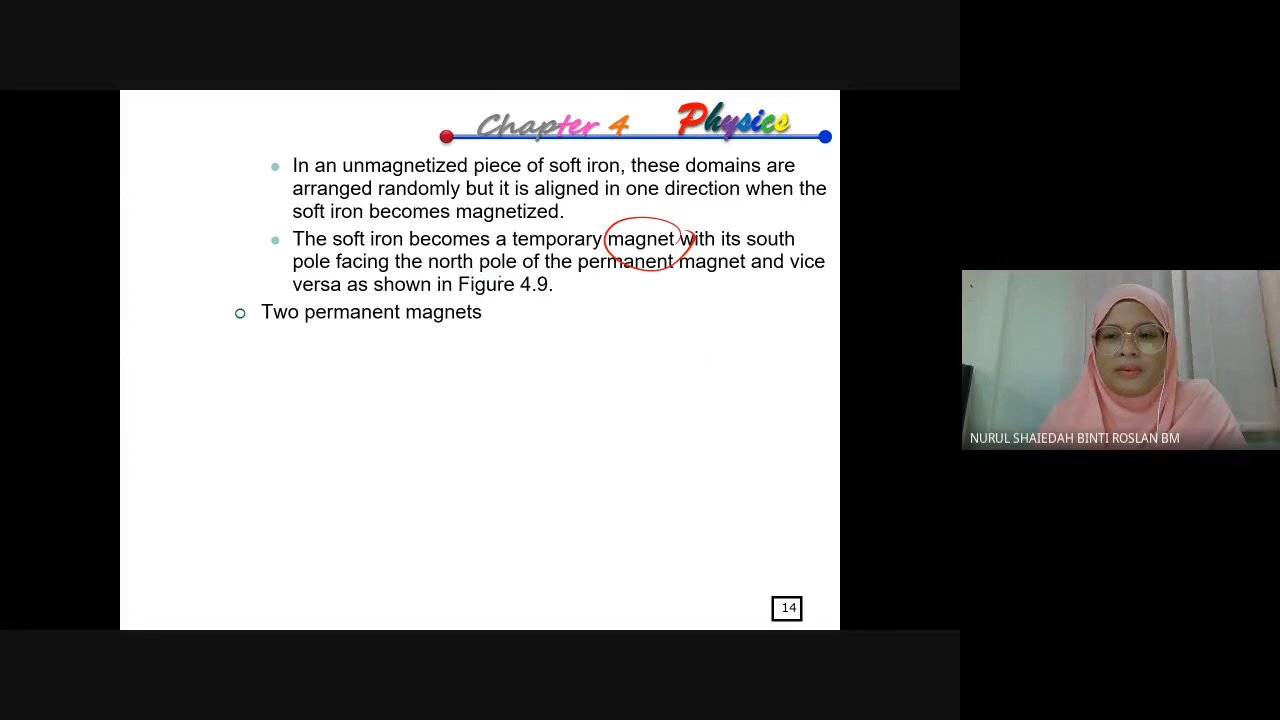 Chapter 4 Physics
In an unmagnetized piece of soft iron, these domains are
arranged randomly but it is aligned in one direction when the
soft iron becomes magnetized.
The soft iron becomes a temporary magnet with its south
pole facing the north pole of the permanent magnet and vice
versa as shown in Figure 4.9.
Two permanent magnets
NURUL SHAIEDAH BINTI ROSLAN BM
14